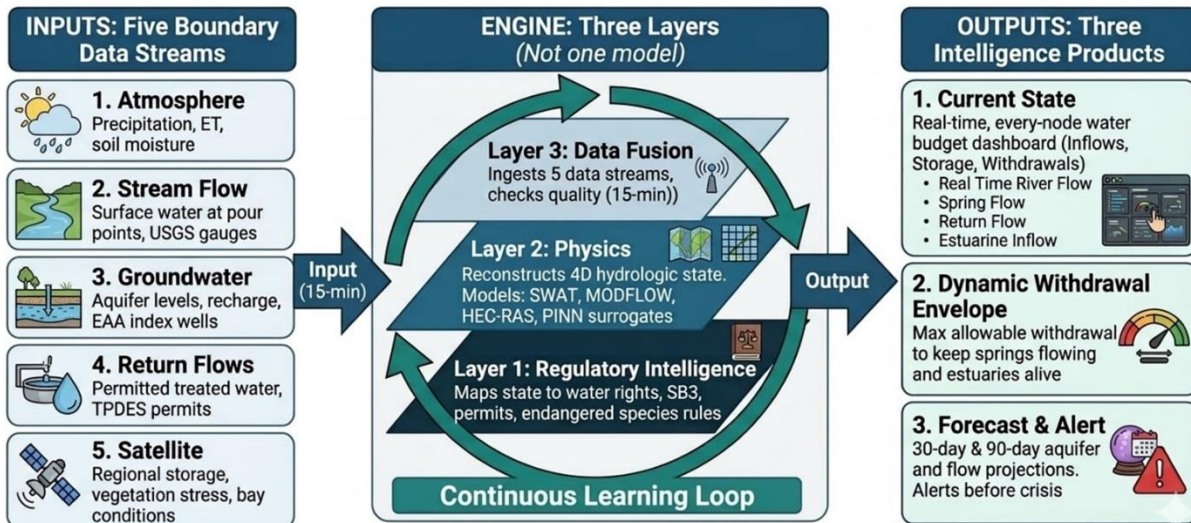 INPUTS: Five Boundary
Data Streams
1. Atmosphere
Precipitation, ET,
soil moisture
2. Stream Flow
Surface water at pour
points, USGS gauges
3. Groundwater
Aquifer levels, recharge,
EAA index wells
4. Return Flows
Permitted treated water,
TPDES permits
5. Satellite
Regional storage,
vegetation stress, bay
conditions
Input
(15-min)
ENGINE: Three Layers
(Not one model)
Layer 3: Data Fusion
Ingests 5 data streams,
checks quality (15-min))
Layer 2: Physics
Reconstructs 4D hydrologic state.
Models: SWAT, MODFLOW,
HEC-RAS, PINN surrogates
Layer 1: Regulatory Intelligence
Maps state to water rights, SB3,
permits, endangered species rules
Continuous Learning Loop
Output
OUTPUTS: Three
Intelligence Products
1. Current State
Real-time, every-node water
budget dashboard (Inflows,
Storage, Withdrawals)
• Real Time River Flow
• Spring Flow
• Return Flow
• Estuarine Inflow
2. Dynamic Withdrawal
Envelope
Max allowable withdrawal
to keep springs flowing
and estuaries alive
3. Forecast & Alert
30-day & 90-day aquifer
and flow projections.
Alerts before crisis